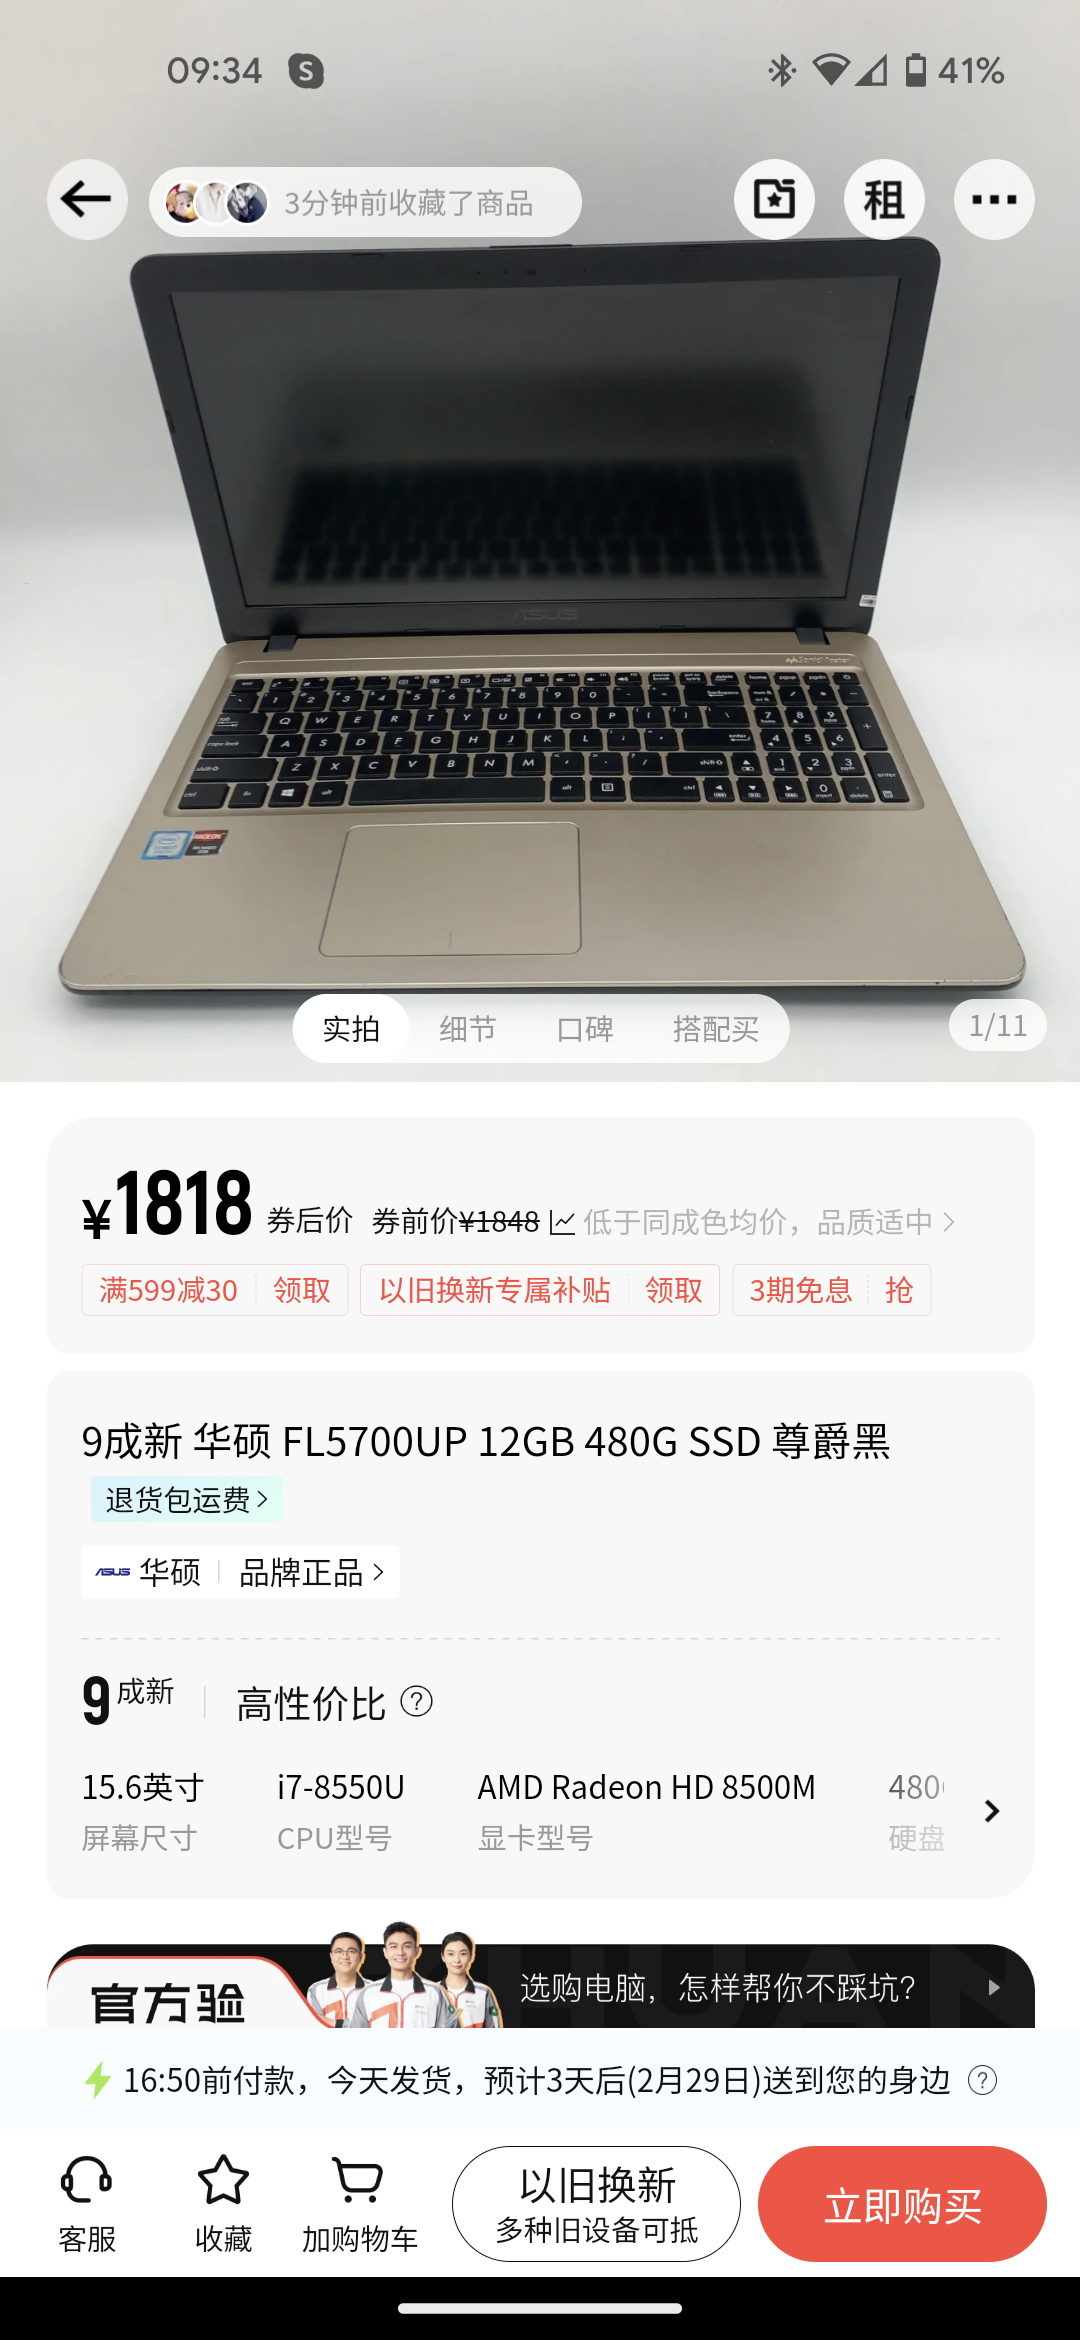 09:34
41%
3分钟前收藏了商品
租
ASUS
实拍
细节
口碑
搭配买
1/11
¥1818 券后价 券前价¥1848 低于同成色均价，品质适中
满599减30 领取
以旧换新专属补贴 领取
3期免息 抢
9成新 华硕 FL5700UP 12GB 480G SSD 尊爵黑
退货包运费
ASUS 华硕 品牌正品
9成新 高性价比
15.6英寸 i7-8550U AMD Radeon HD 8500M 480
屏幕尺寸 CPU型号 显卡型号 硬盘
官方验 选购电脑，怎样帮你不踩坑？
16:50前付款，今天发货，预计3天后(2月29日)送到您的身边
客服
收藏
加购物车
以旧换新
多种旧设备可抵
立即购买